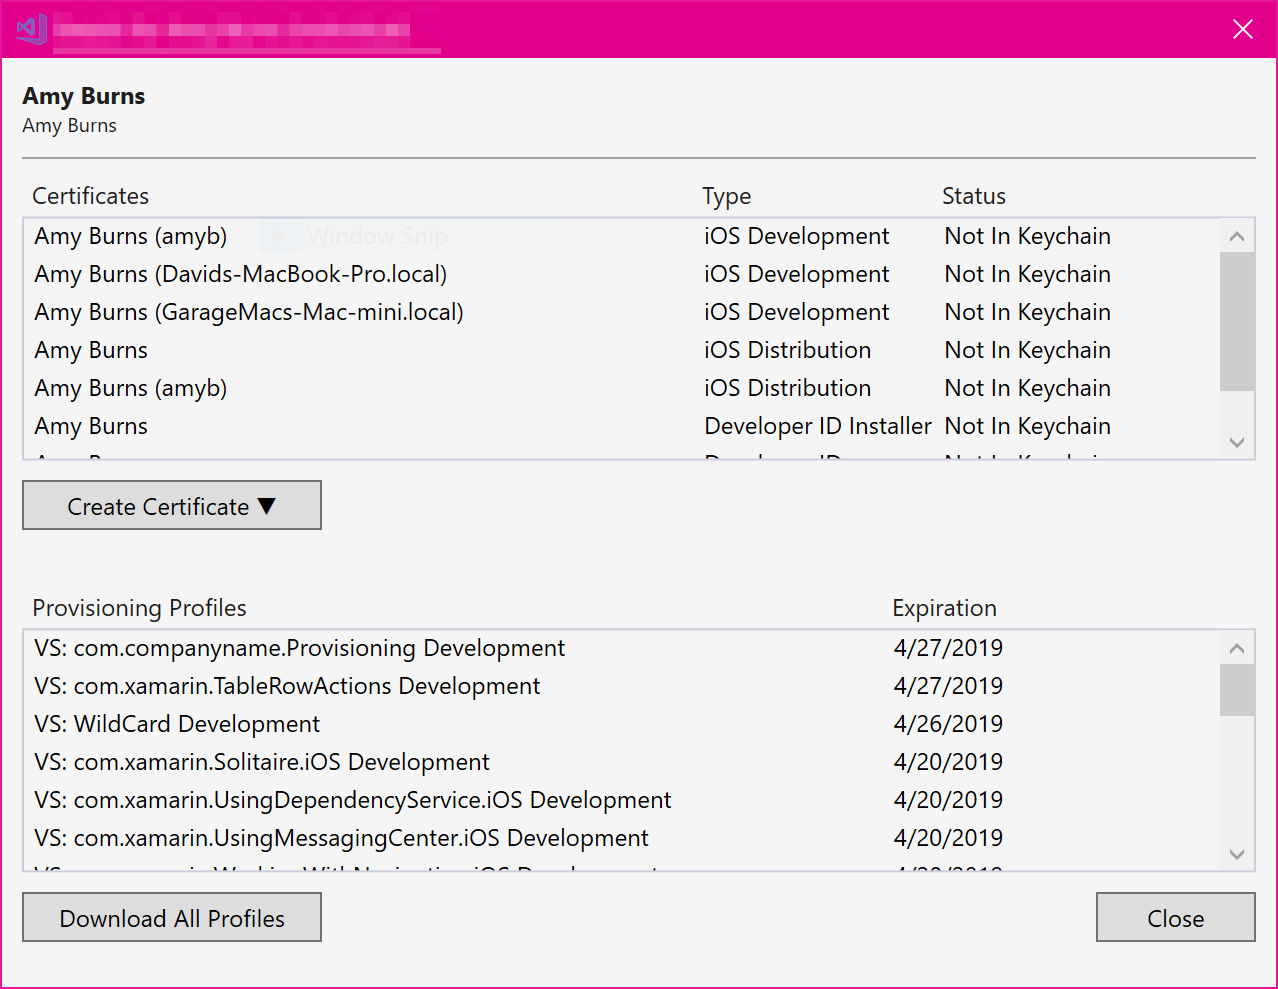 Amy Burns
Amy Burns
Certificates Type Status
Amy Burns (amyb) Window Snip iOS Development Not In Keychain
Amy Burns (Davids-MacBook-Pro.local) iOS Development Not In Keychain
Amy Burns (GarageMacs-Mac-mini.local) iOS Development Not In Keychain
Amy Burns iOS Distribution Not In Keychain
Amy Burns (amyb) iOS Distribution Not In Keychain
Amy Burns Developer ID Installer Not In Keychain
Create Certificate ▼
Provisioning Profiles Expiration
VS: com.companyname.Provisioning Development 4/27/2019
VS: com.xamarin.TableRowActions Development 4/27/2019
VS: WildCard Development 4/26/2019
VS: com.xamarin.Solitaire.iOS Development 4/20/2019
VS: com.xamarin.UsingDependencyService.iOS Development 4/20/2019
VS: com.xamarin.UsingMessagingCenter.iOS Development 4/20/2019
Download All Profiles Close